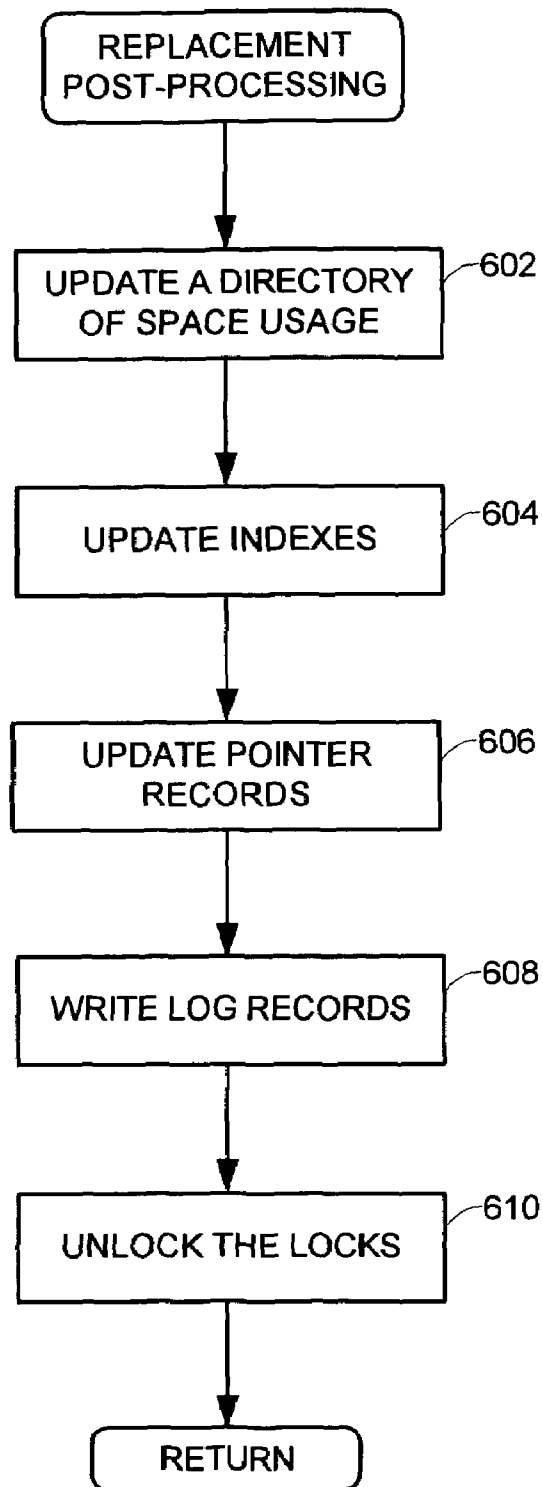 REPLACEMENT
POST-PROCESSING
UPDATE A DIRECTORY
OF SPACE USAGE
602
UPDATE INDEXES
604
UPDATE POINTER
RECORDS
606
WRITE LOG RECORDS
608
UNLOCK THE LOCKS
610
RETURN